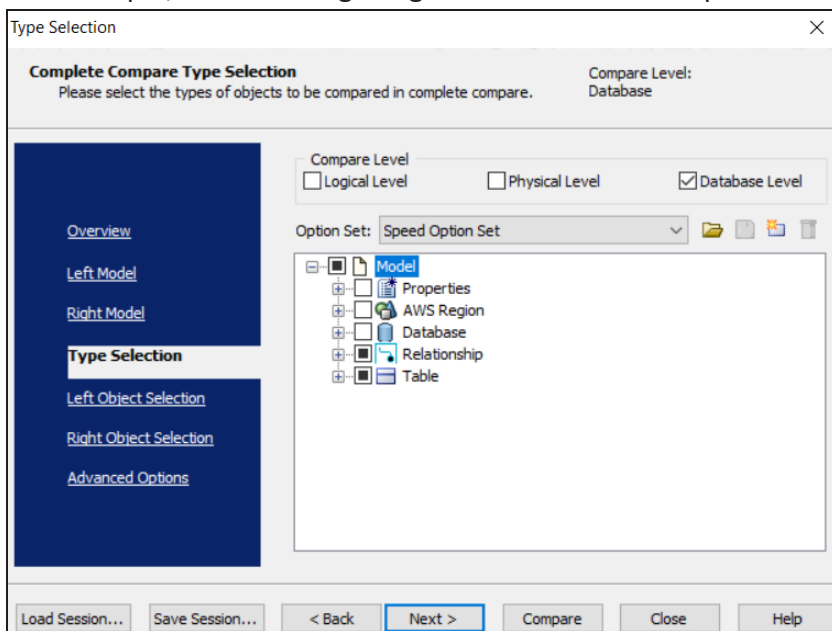 Type Selection
Complete Compare Type Selection
Please select the types of objects to be compared in complete compare.
Compare Level:
Database
Overview
Left Model
Right Model
Type Selection
Left Object Selection
Right Object Selection
Advanced Options
Compare Level
Logical Level Physical Level Database Level
Option Set: Speed Option Set
Model
Properties
AWS Region
Database
Relationship
Table
Load Session... Save Session... < Back Next > Compare Close Help